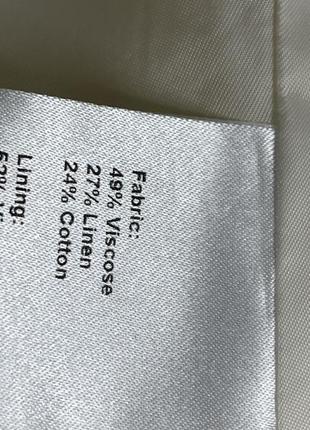 Fabric:
49% Viscose
27% Linen
24% Cotton
Lining: